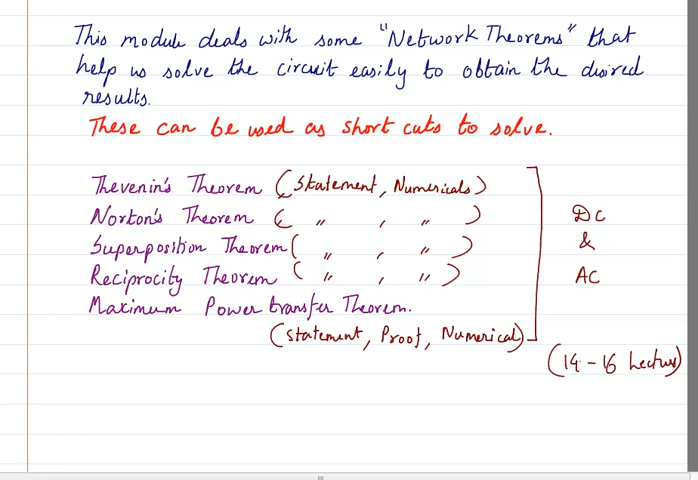 This module deals with some "Network Theorems" that
help us solve the circuit easily to obtain the disired
results.
These can be used as short cuts to solve.
Thevenin's Theorem (Statement, Numericals)
Norton's Theorem ( " , " )
Superposition Theorem ( " , " )
Reciprocity Theorem ( " , " )
Maximum Power transfer Theorem.
(Statement, Proof, Numerical)
DC
&
AC
(14 - 16 Lectus)